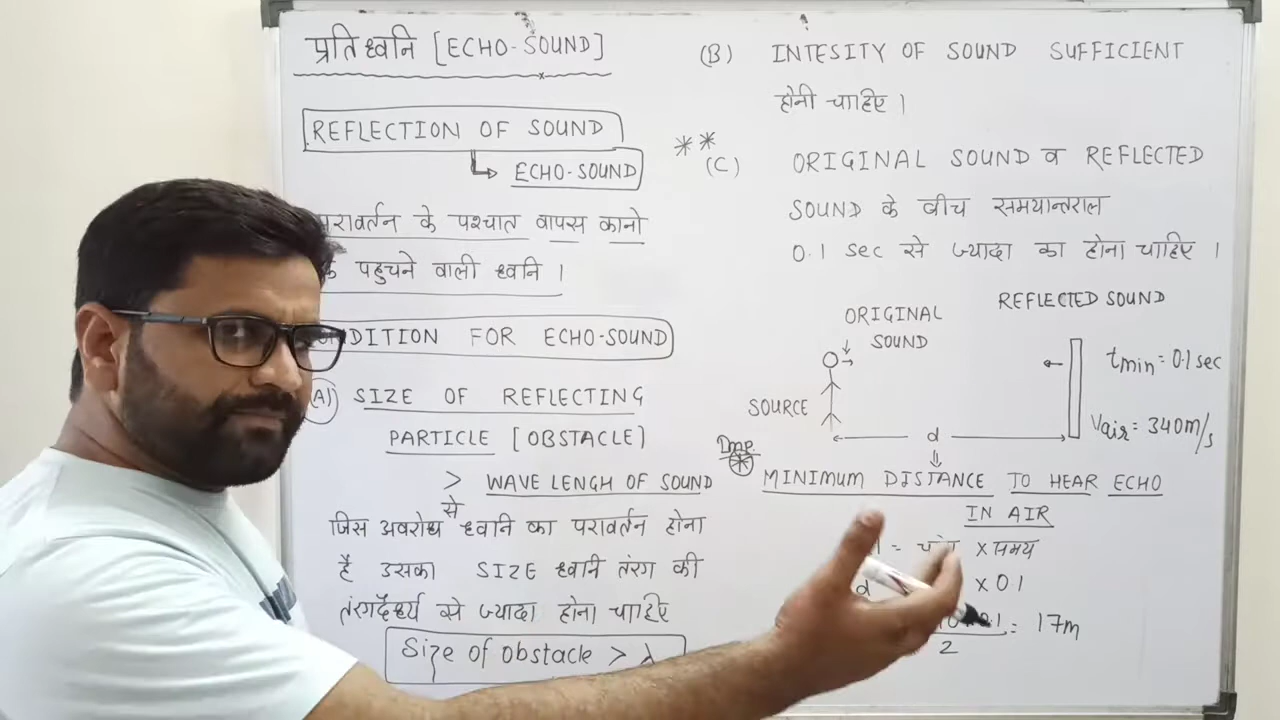 प्रतिध्वनि [ECHO-SOUND]
REFLECTION OF SOUND
ECHO-SOUND
परावर्तन के पश्चात वापस कानो
पहुचने वाली ध्वनि ।
CONDITION FOR ECHO-SOUND
(A) SIZE OF REFLECTING
PARTICLE [OBSTACLE]
> WAVE LENGH OF SOUND
से
जिस अवरोध ध्वनि का परावर्तन होना
है उसका SIZE ध्वनि तंरग की
तंरगदैर्ध्य से ज्यादा होना चाहिए
Size of obstacle > λ
(B) INTESITY OF SOUND SUFFICIENT
होनी चाहिए ।
** (C) ORIGINAL SOUND व REFLECTED
SOUND के बीच समयान्तराल
0.1 sec से ज्यादा का होना चाहिए ।
REFLECTED SOUND
ORIGINAL
SOUND
tmin = 0.1 sec
SOURCE
Vair = 340m/s
d
Imp
MINIMUM DISTANCE TO HEAR ECHO
IN AIR
= चाल × समय
d × 0.1
0.1 = 17m
2